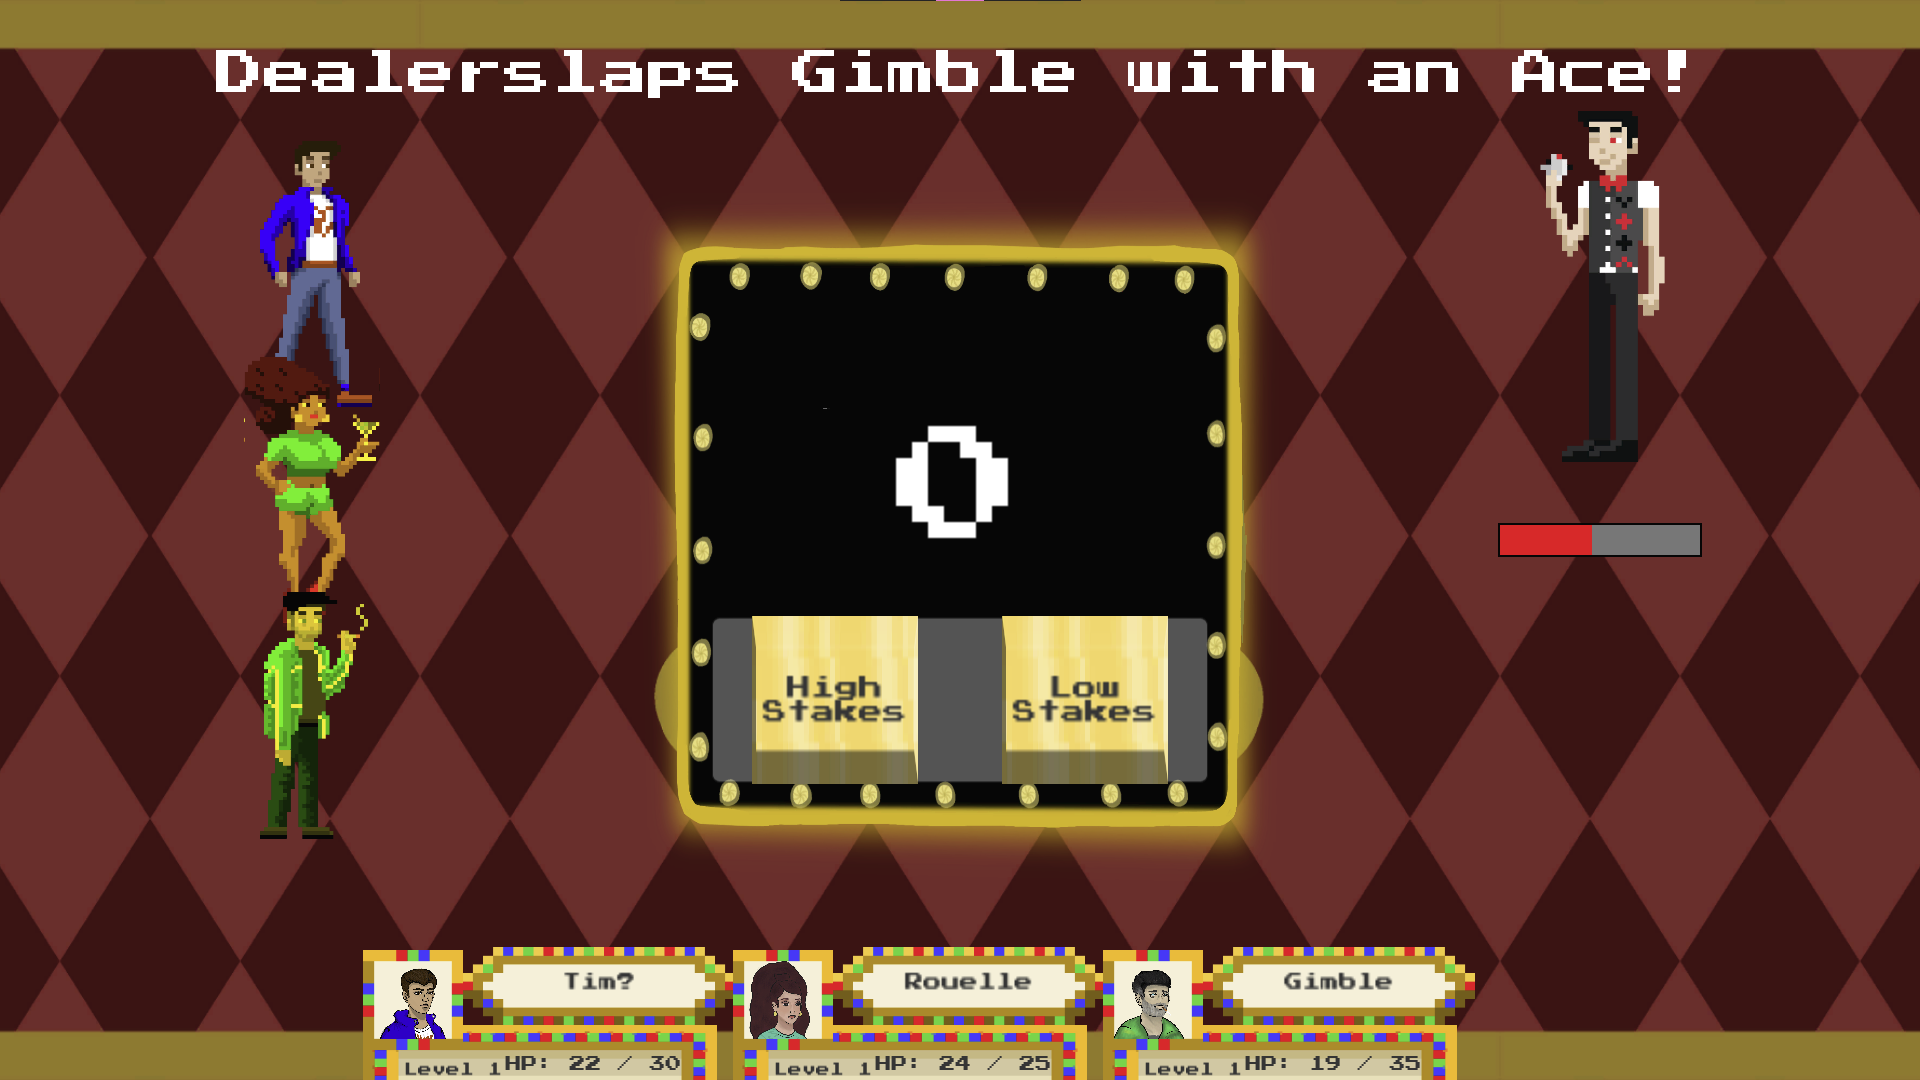 Dealerslaps Gimble with an Ace!
0
High
Stakes
Low
Stakes
Tim?
Level 1 HP: 22 / 30
Rouelle
Level 1 HP: 24 / 25
Gimble
Level 1 HP: 19 / 35